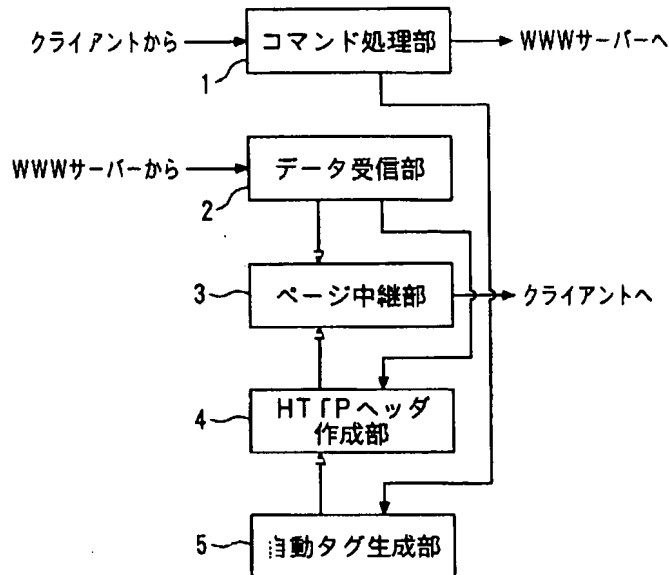 クライアントから
コマンド処理部
WWWサーバーへ
1
WWWサーバーから
データ受信部
2
3
ページ中継部
クライアントへ
4
HTTPヘッダ
作成部
5
自動タグ生成部